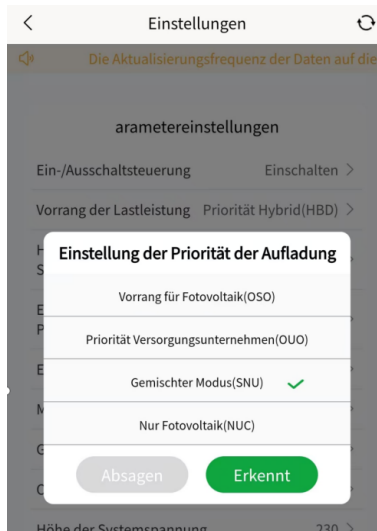 Einstellungen
Die Aktualisierungsfrequenz der Daten auf die
arametereinstellungen
Ein-/Ausschaltsteuerung Einschalten
Vorrang der Lastleistung Priorität Hybrid(HBD)
Einstellung der Priorität der Aufladung
Vorrang für Fotovoltaik(OSO)
Priorität Versorgungsunternehmen(OUO)
Gemischter Modus(SNU)
Nur Fotovoltaik(NUC)
Absagen Erkennt
Höhe der Systemspannung 230